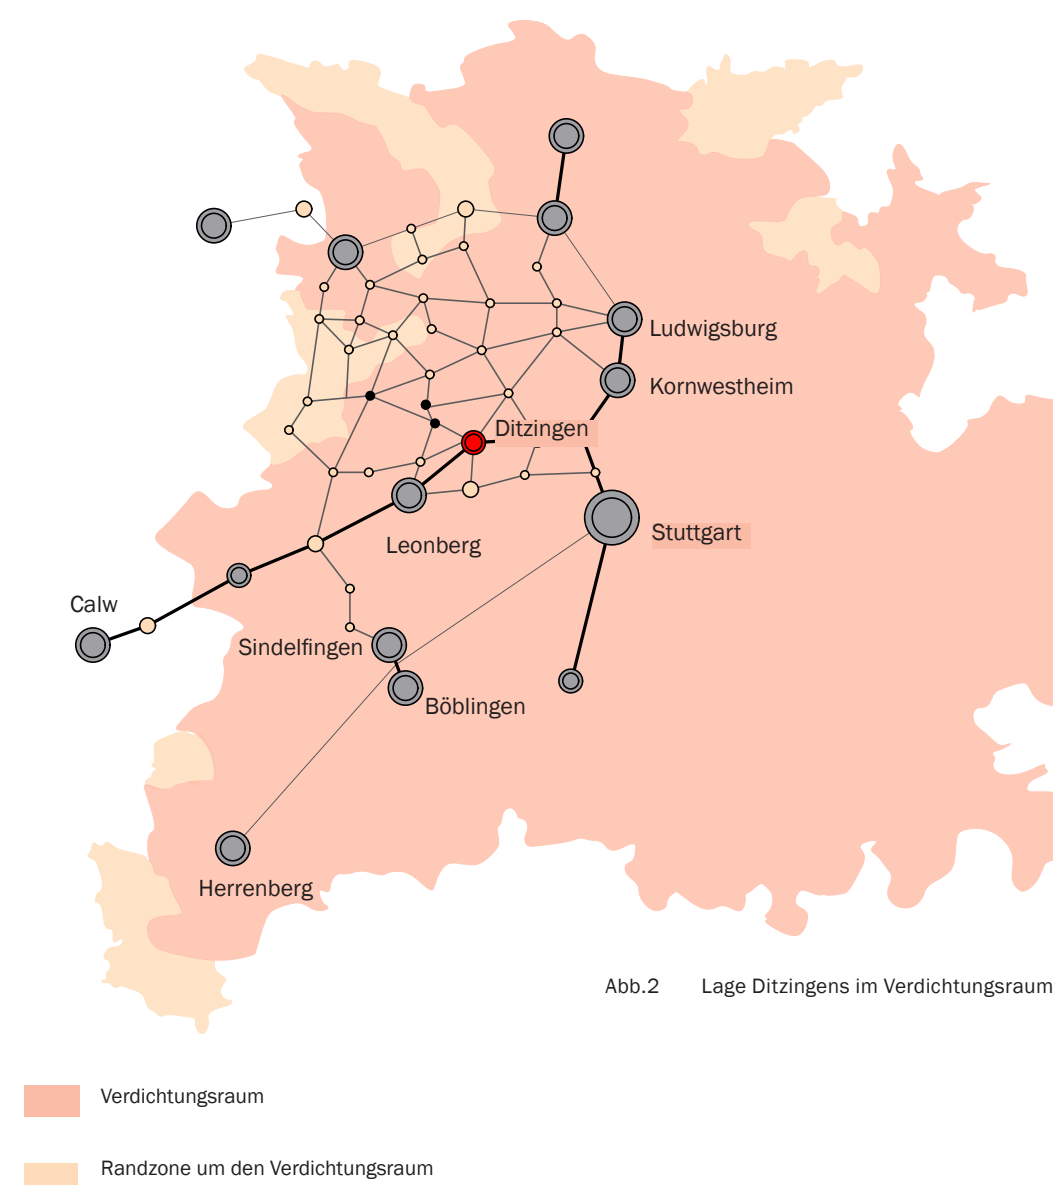 Ludwigsburg
Kornwestheim
Ditzingen
Stuttgart
Leonberg
Calw
Sindelfingen
Böblingen
Herrenberg
Abb.2 Lage Ditzingens im Verdichtungsraum
Verdichtungsraum
Randzone um den Verdichtungsraum